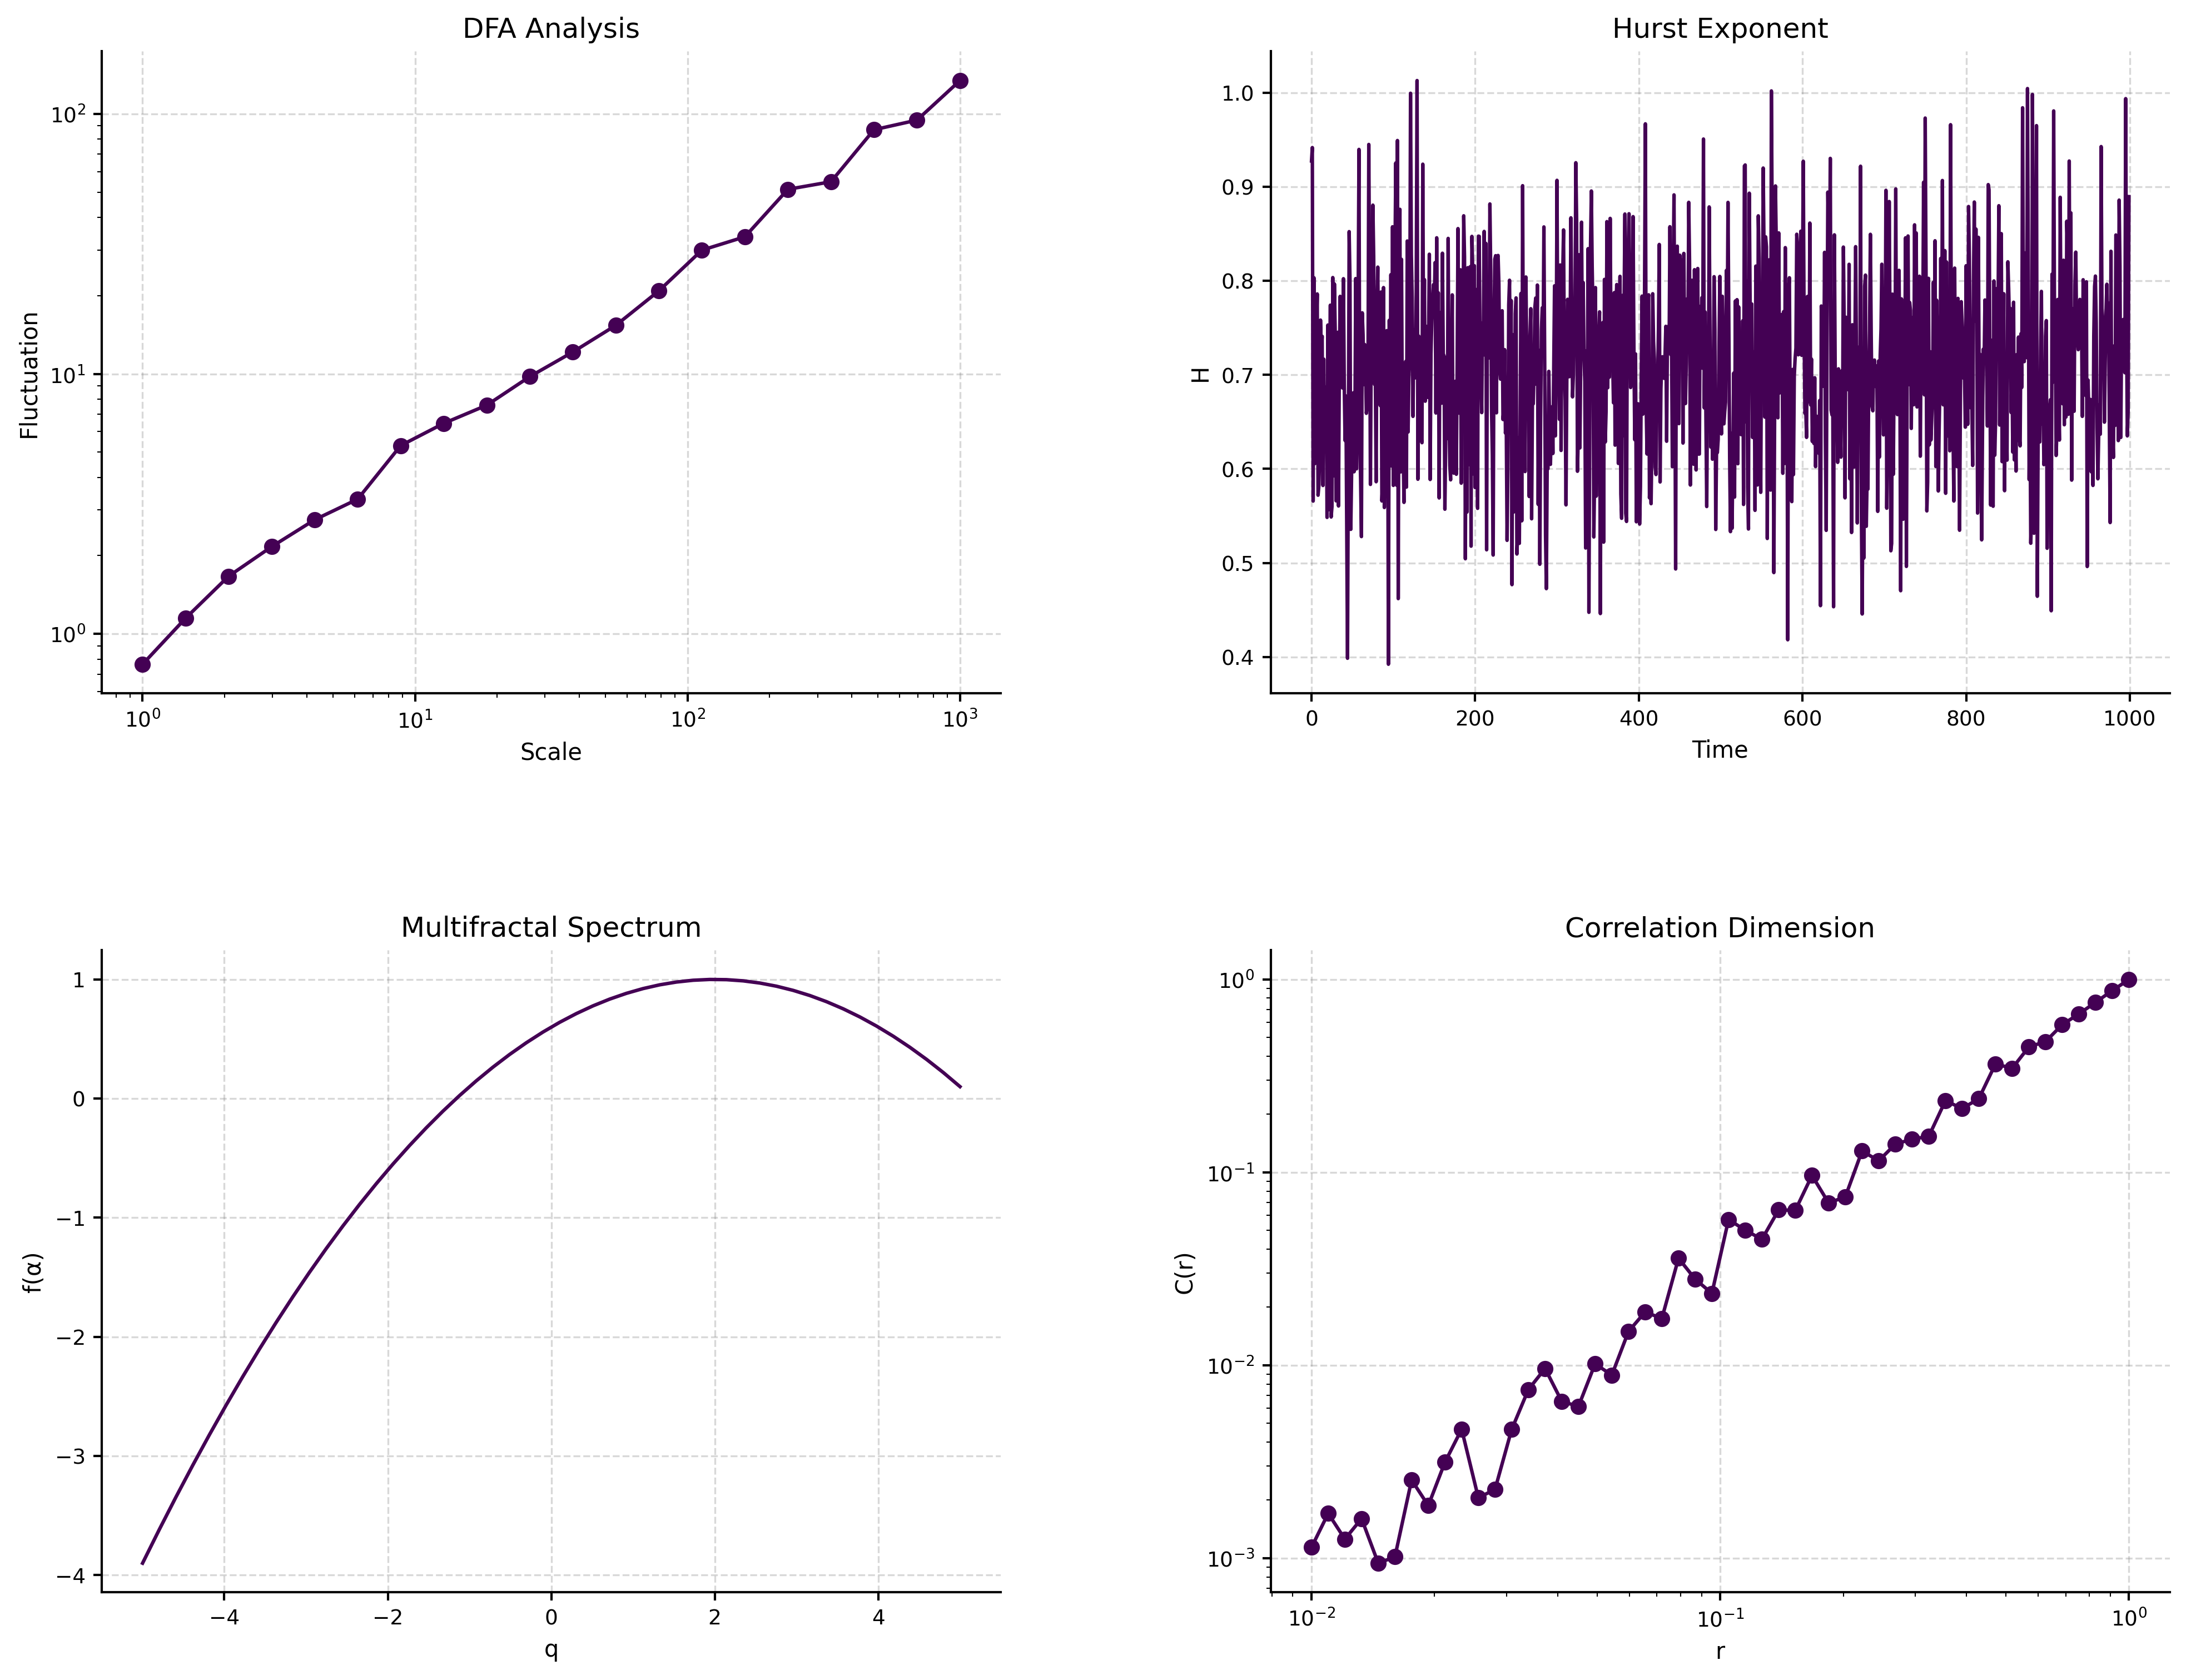 DFA Analysis
Fluctuation
10²
10¹
10⁰
10⁰ 10¹ 10² 10³
Scale
Hurst Exponent
H
1.0
0.9
0.8
0.7
0.6
0.5
0.4
0 200 400 600 800 1000
Time
Multifractal Spectrum
f(α)
1
0
−1
−2
−3
−4
−4 −2 0 2 4
q
Correlation Dimension
C(r)
10⁰
10⁻¹
10⁻²
10⁻³
10⁻² 10⁻¹ 10⁰
r